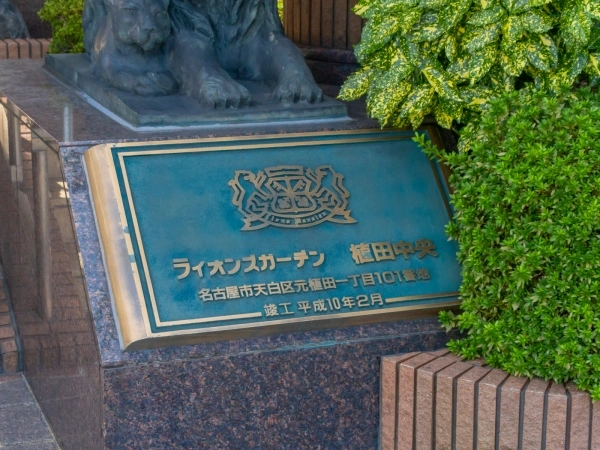 Lions Mansion
ライオンズガーデン 植田中央
名古屋市天白区元植田一丁目101番地
竣工 平成10年2月